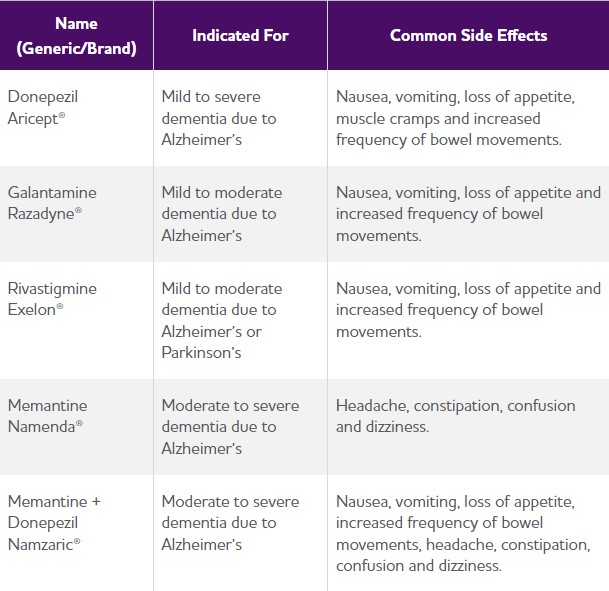 Name
(Generic/Brand)
Indicated For
Common Side Effects
Donepezil
Aricept®
Mild to severe
dementia due to
Alzheimer’s
Nausea, vomiting, loss of appetite,
muscle cramps and increased
frequency of bowel movements.
Galantamine
Razadyne®
Mild to moderate
dementia due to
Alzheimer’s
Nausea, vomiting, loss of appetite and
increased frequency of bowel
movements.
Rivastigmine
Exelon®
Mild to moderate
dementia due to
Alzheimer’s or
Parkinson’s
Nausea, vomiting, loss of appetite and
increased frequency of bowel
movements.
Memantine
Namenda®
Moderate to severe
dementia due to
Alzheimer’s
Headache, constipation, confusion
and dizziness.
Memantine +
Donepezil
Namzaric®
Moderate to severe
dementia due to
Alzheimer’s
Nausea, vomiting, loss of appetite,
increased frequency of bowel
movements, headache, constipation,
confusion and dizziness.